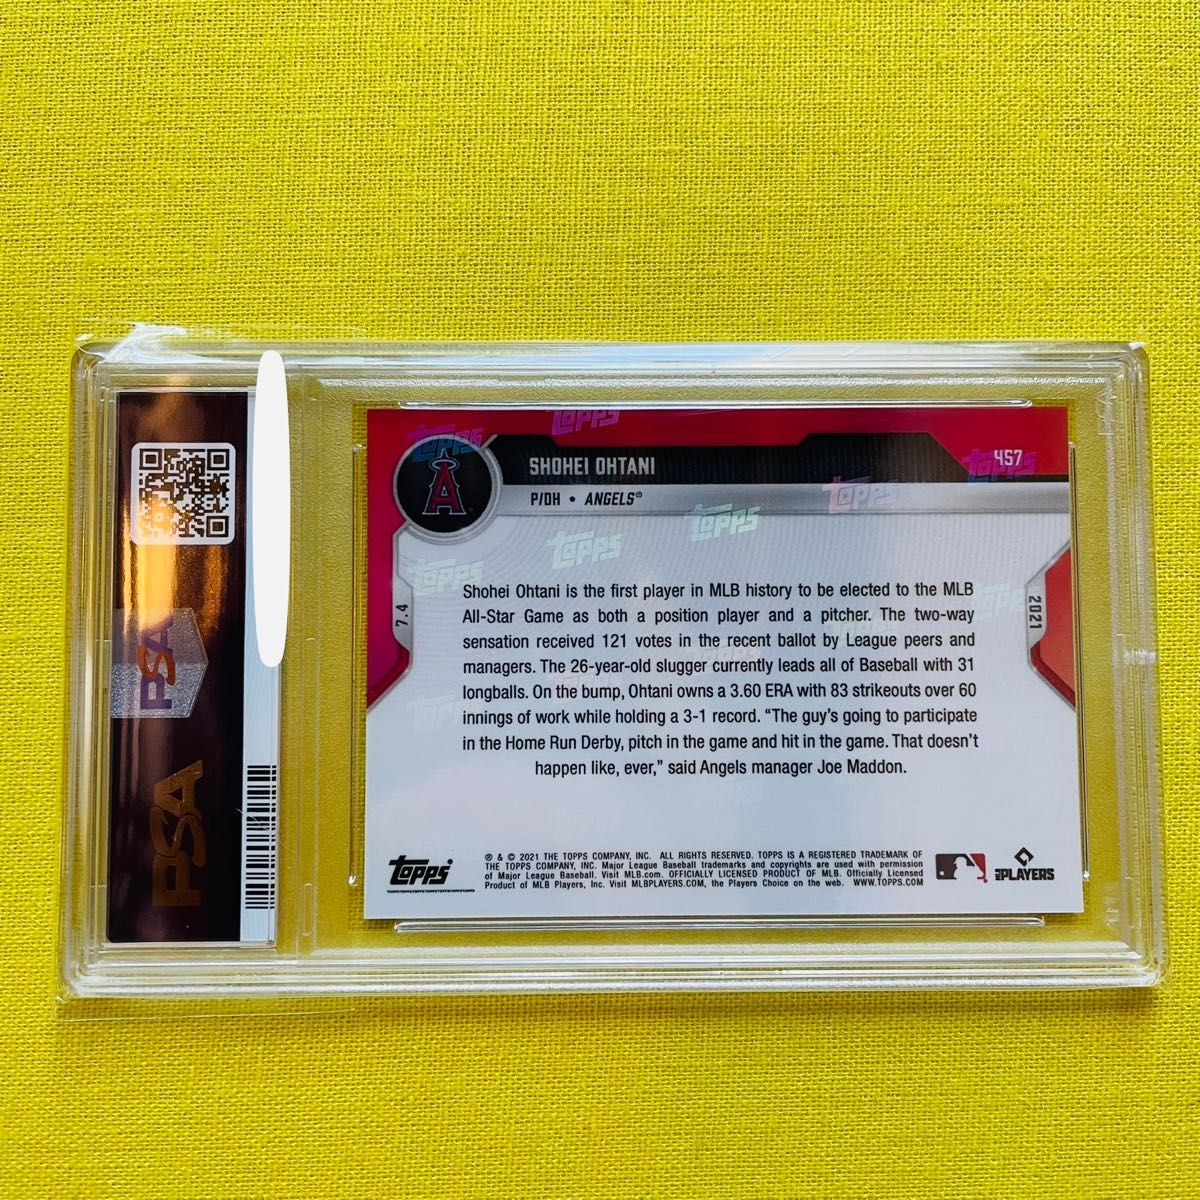 PSA
PSA
SHOHEI OHTANI
457
P/DH • ANGELS®
A
7.4
2021
Shohei Ohtani is the first player in MLB history to be elected to the MLB
All-Star Game as both a position player and a pitcher. The two-way
sensation received 121 votes in the recent ballot by League peers and
managers. The 26-year-old slugger currently leads all of Baseball with 31
longballs. On the bump, Ohtani owns a 3.60 ERA with 83 strikeouts over 60
innings of work while holding a 3-1 record. “The guy’s going to participate
in the Home Run Derby, pitch in the game and hit in the game. That doesn’t
happen like, ever,” said Angels manager Joe Maddon.
Topps
® & © 2021 THE TOPPS COMPANY, INC. ALL RIGHTS RESERVED. TOPPS IS A REGISTERED TRADEMARK OF
THE TOPPS COMPANY, INC. Major League Baseball trademarks and copyrights are used with permission
of Major League Baseball. Visit MLB.com. OFFICIALLY LICENSED PRODUCT OF MLB. Officially Licensed
Product of MLB Players, Inc. Visit MLBPLAYERS.COM, the Players Choice on the web. WWW.TOPPS.COM
MLB PLAYERS
Topps
Topps
Topps
Topps
Topps
Topps
Topps